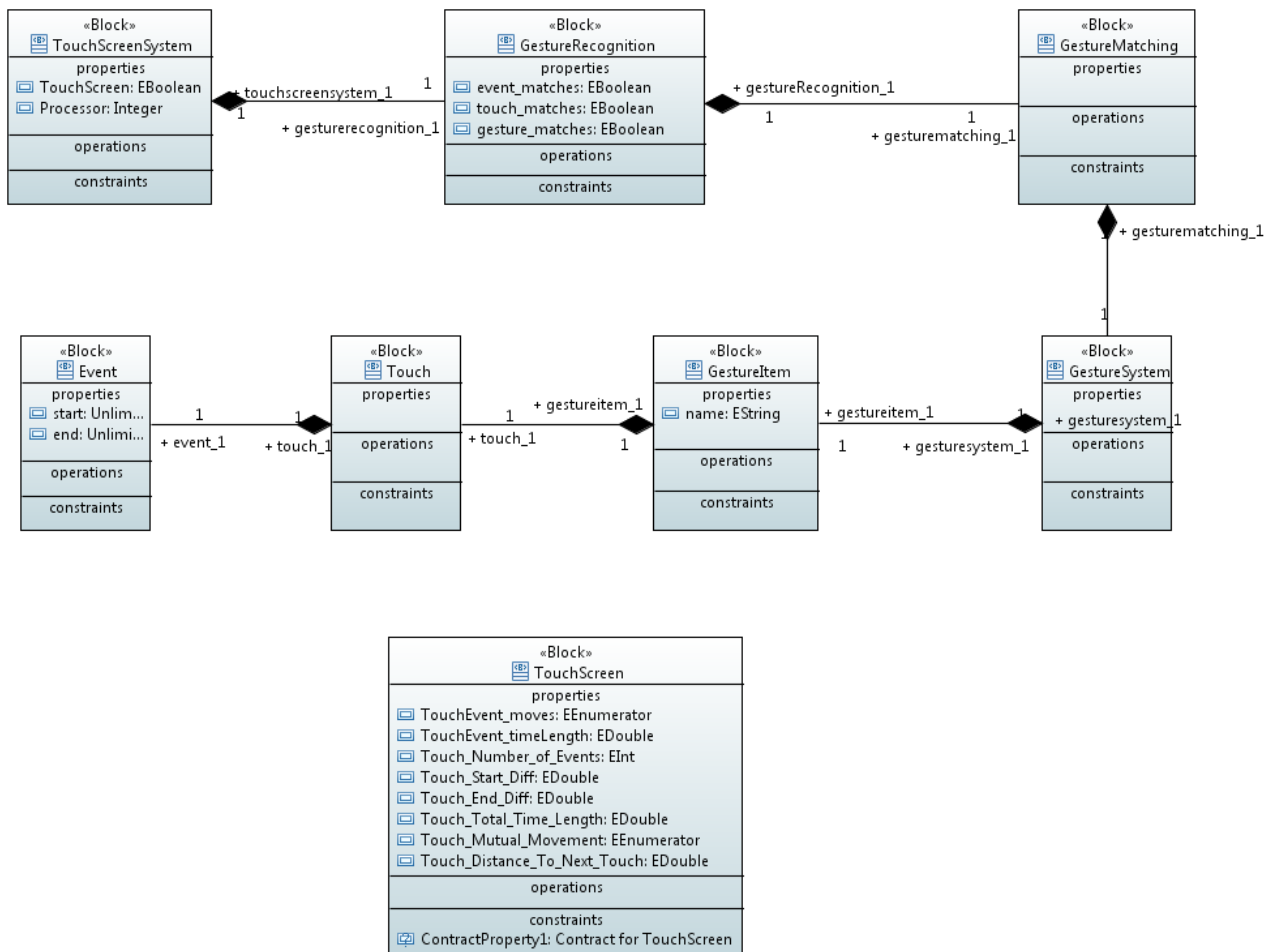 «Block»
TouchScreenSystem
properties
TouchScreen: EBoolean
Processor: Integer
operations
constraints
+ touchscreensystem_1
1
1
+ gesturerecognition_1
«Block»
GestureRecognition
properties
event_matches: EBoolean
touch_matches: EBoolean
gesture_matches: EBoolean
operations
constraints
+ gestureRecognition_1
1
1
+ gesturematching_1
«Block»
GestureMatching
properties
operations
constraints
1
+ gesturematching_1
1
«Block»
Event
properties
start: Unlim...
end: Unlimi...
operations
constraints
1
1
+ event_1
+ touch_1
«Block»
Touch
properties
operations
constraints
+ gestureitem_1
1
+ touch_1
1
«Block»
GestureItem
properties
name: EString
operations
constraints
+ gestureitem_1
1
1
+ gesturesystem_1
«Block»
GestureSystem
properties
+ gesturesystem_1
operations
constraints
«Block»
TouchScreen
properties
TouchEvent_moves: EEnumerator
TouchEvent_timeLength: EDouble
Touch_Number_of_Events: EInt
Touch_Start_Diff: EDouble
Touch_End_Diff: EDouble
Touch_Total_Time_Length: EDouble
Touch_Mutual_Movement: EEnumerator
Touch_Distance_To_Next_Touch: EDouble
operations
constraints
ContractProperty1: Contract for TouchScreen